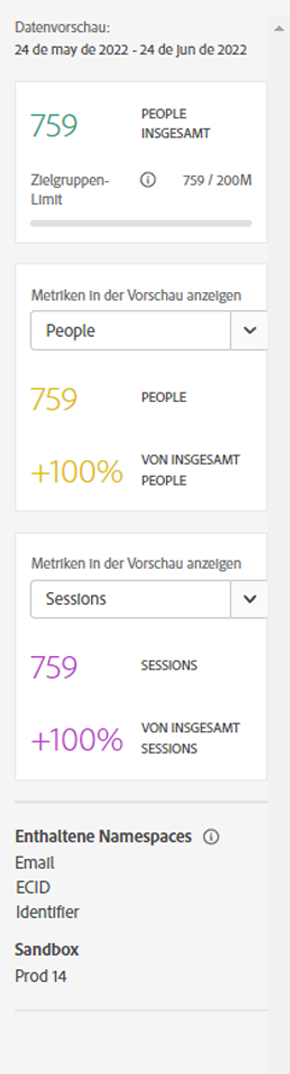 Datenvorschau:
24 de may de 2022 - 24 de jun de 2022
759
PEOPLE
INSGESAMT
Zielgruppen-
Limit
759 / 200M
Metriken in der Vorschau anzeigen
People
759
PEOPLE
+100%
VON INSGESAMT
PEOPLE
Metriken in der Vorschau anzeigen
Sessions
759
SESSIONS
+100%
VON INSGESAMT
SESSIONS
Enthaltene Namespaces
Email
ECID
Identifier
Sandbox
Prod 14